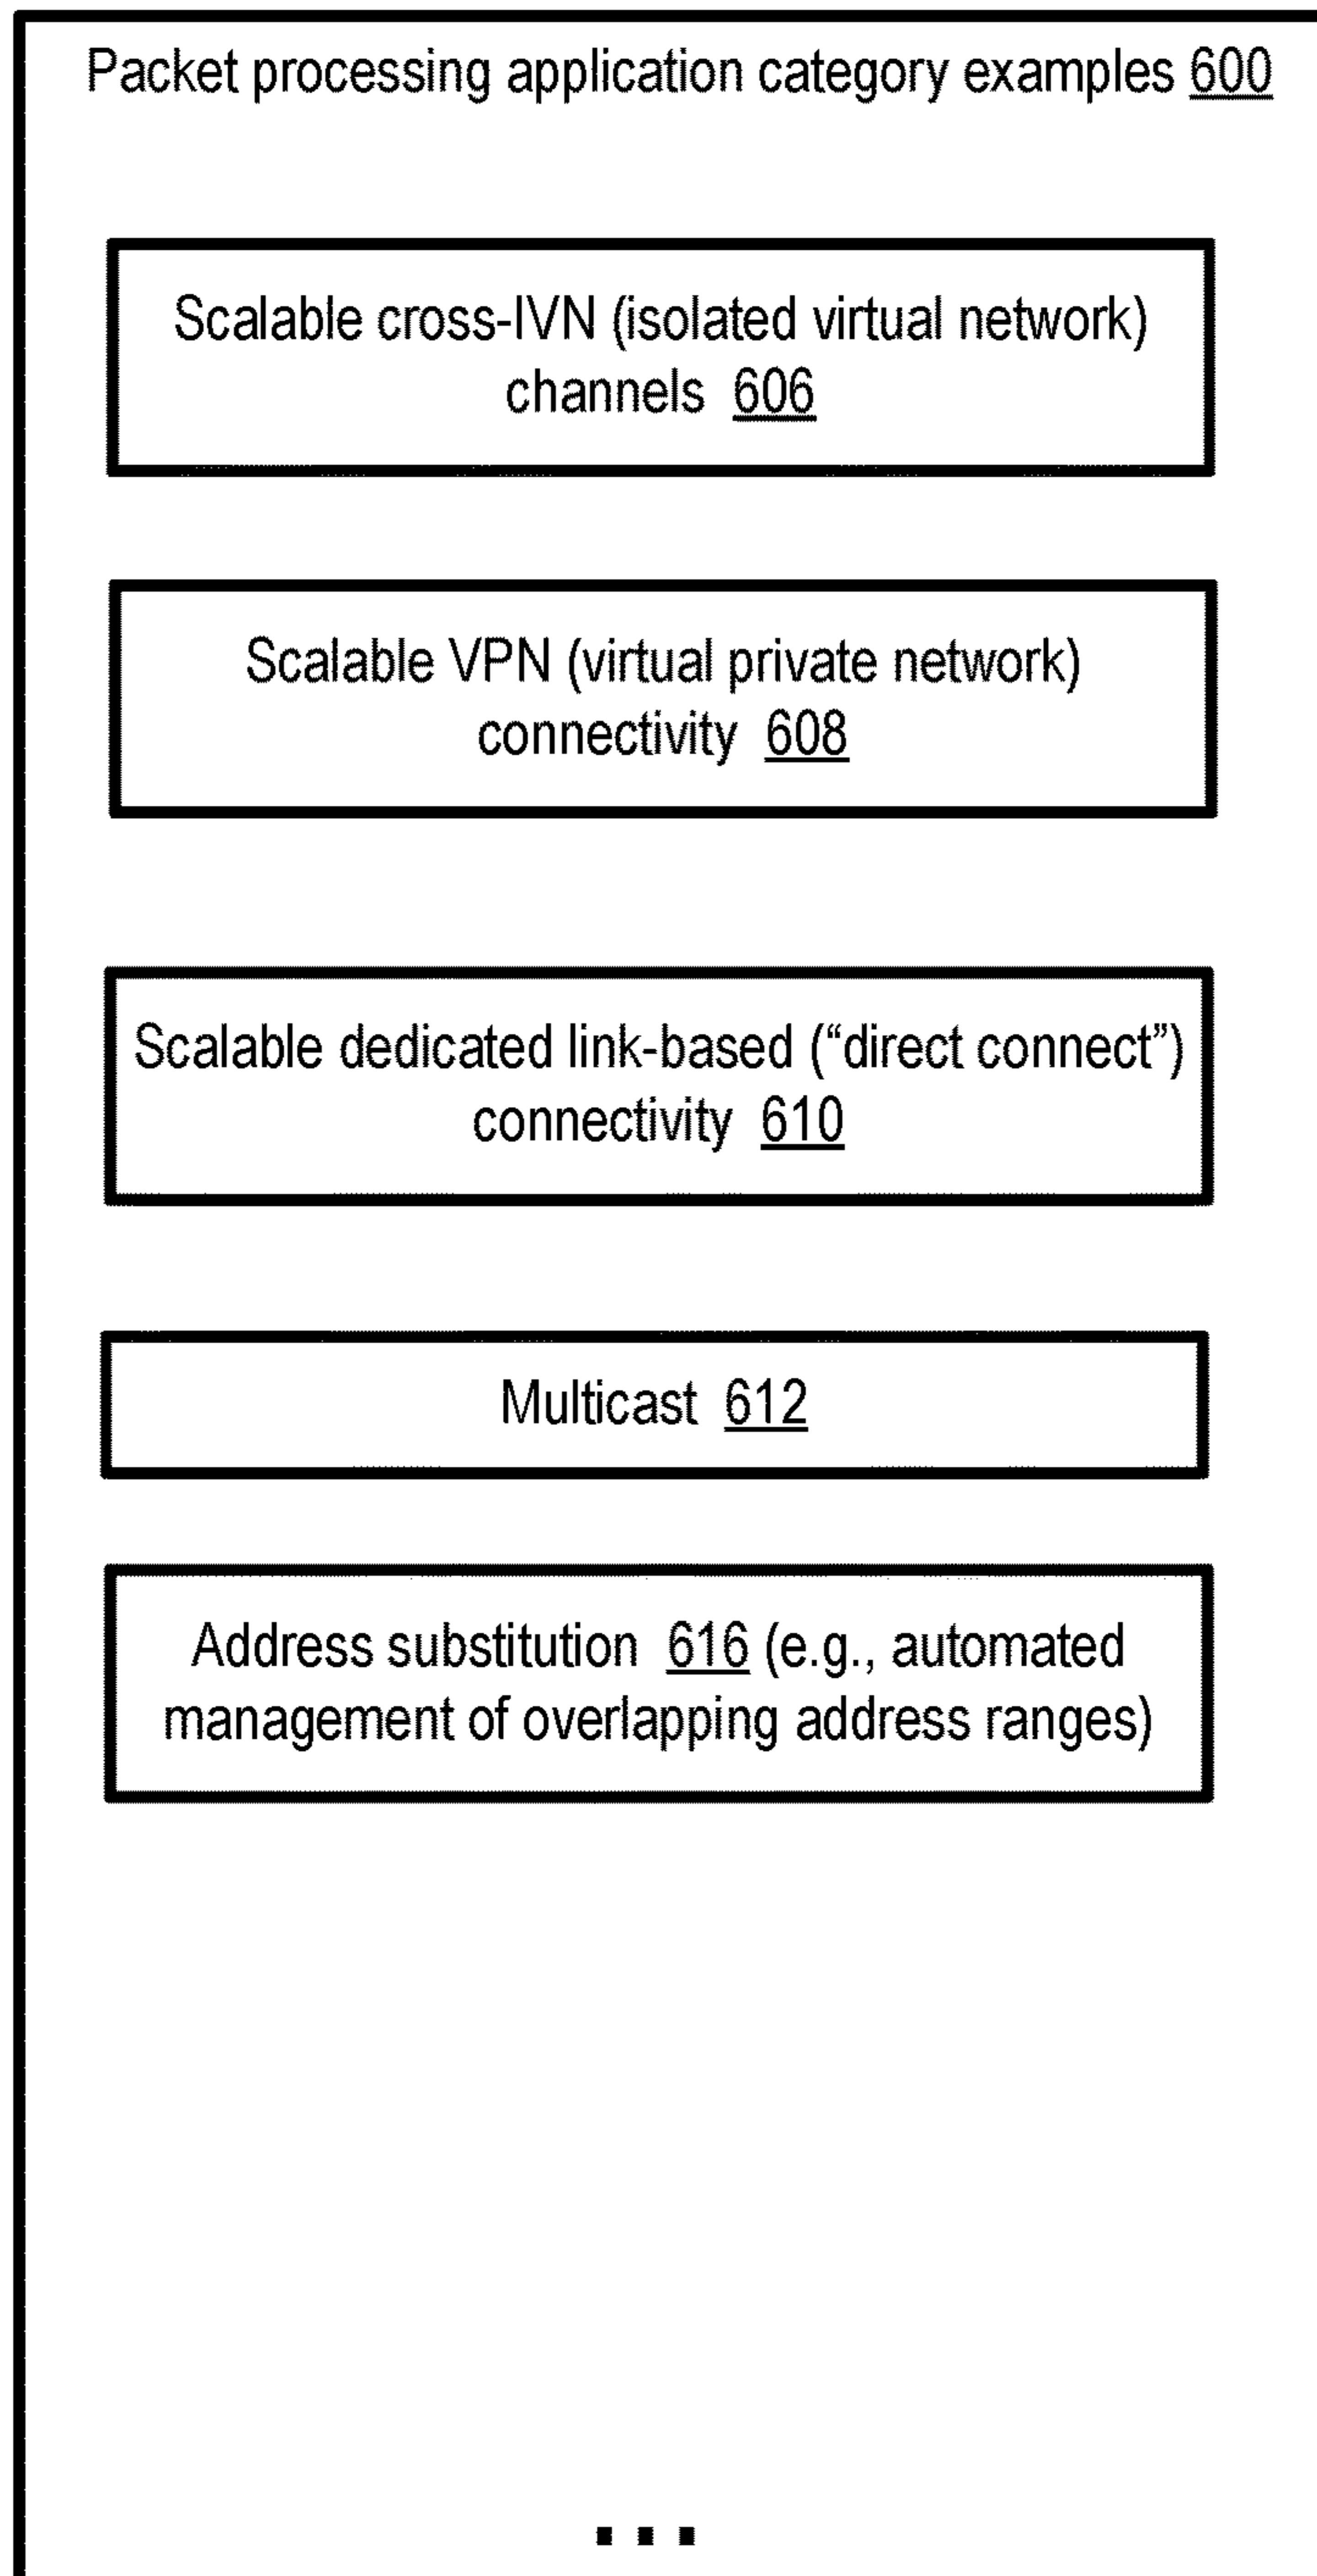 Packet processing application category examples 600
Scalable cross-IVN (isolated virtual network)
channels 606
Scalable VPN (virtual private network)
connectivity 608
Scalable dedicated link-based (“direct connect”)
connectivity 610
Multicast 612
Address substitution 616 (e.g., automated
management of overlapping address ranges)
...